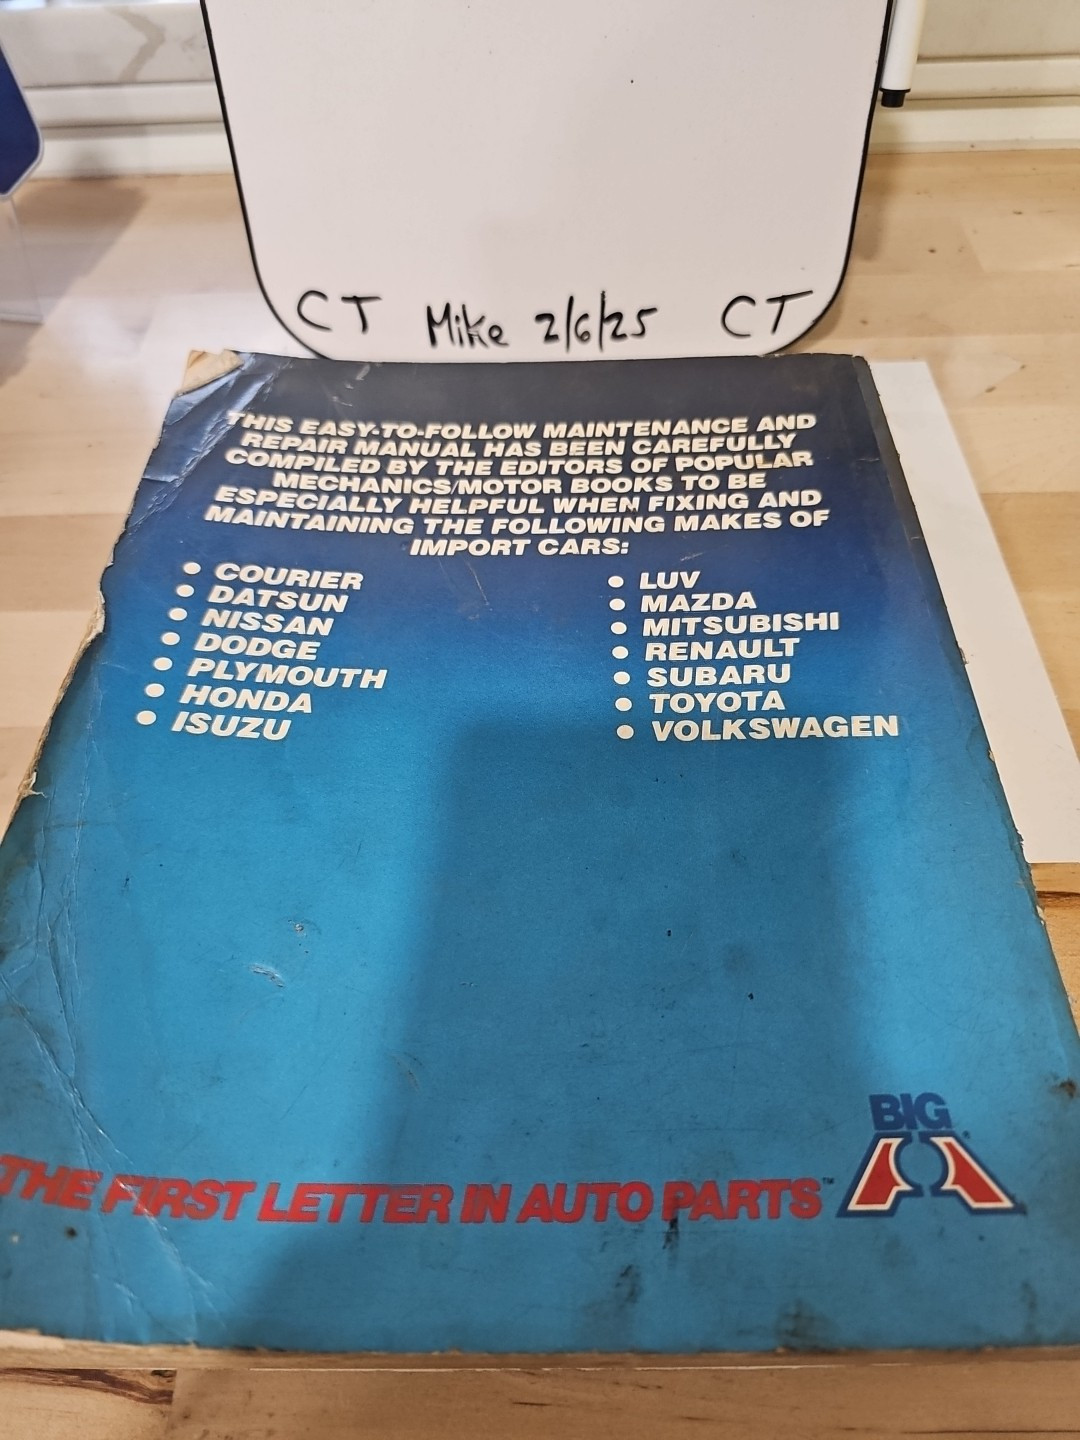 CT Mike 2/6/25 CT
THIS EASY-TO-FOLLOW MAINTENANCE AND
REPAIR MANUAL HAS BEEN CAREFULLY
COMPILED BY THE EDITORS OF POPULAR
MECHANICS/MOTOR BOOKS TO BE
ESPECIALLY HELPFUL WHEN FIXING AND
MAINTAINING THE FOLLOWING MAKES OF
IMPORT CARS:
• COURIER
• DATSUN
• NISSAN
• DODGE
• PLYMOUTH
• HONDA
• ISUZU
• LUV
• MAZDA
• MITSUBISHI
• RENAULT
• SUBARU
• TOYOTA
• VOLKSWAGEN
BIG A®
THE FIRST LETTER IN AUTO PARTS™